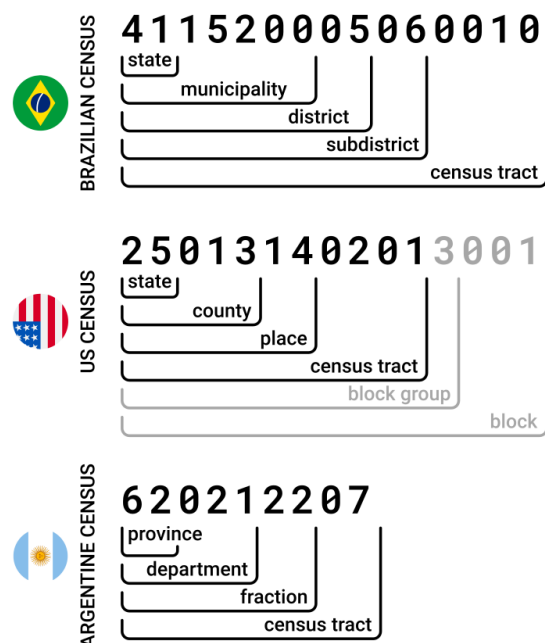 BRAZILIAN CENSUS
411520005060010
state
municipality
district
subdistrict
census tract
US CENSUS
250131402013001
state
county
place
census tract
block group
block
ARGENTINE CENSUS
620212207
province
department
fraction
census tract